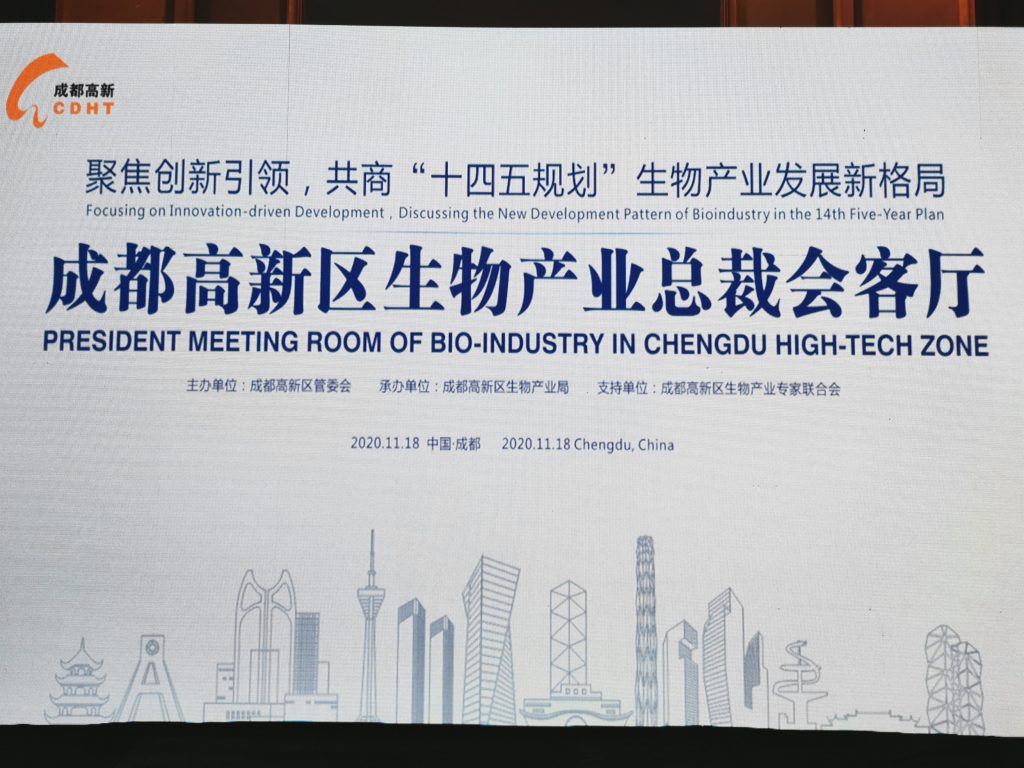 成都高新
CDHT
聚焦创新引领，共商“十四五规划”生物产业发展新格局
Focusing on Innovation-driven Development , Discussing the New Development Pattern of Bioindustry in the 14th Five-Year Plan
成都高新区生物产业总裁会客厅
PRESIDENT MEETING ROOM OF BIO-INDUSTRY IN CHENGDU HIGH-TECH ZONE
主办单位：成都高新区管委会 承办单位：成都高新区生物产业局 支持单位：成都高新区生物产业专家联合会
2020.11.18 中国·成都 2020.11.18 Chengdu, China